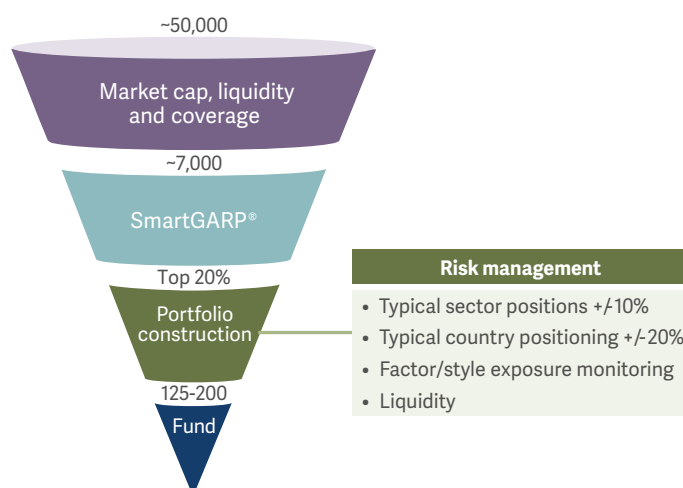 ~50,000
Market cap, liquidity
and coverage
~7,000
SmartGARP®
Top 20%
Portfolio
construction
125-200
Fund
Risk management
• Typical sector positions +/-10%
• Typical country positioning +/-20%
• Factor/style exposure monitoring
• Liquidity